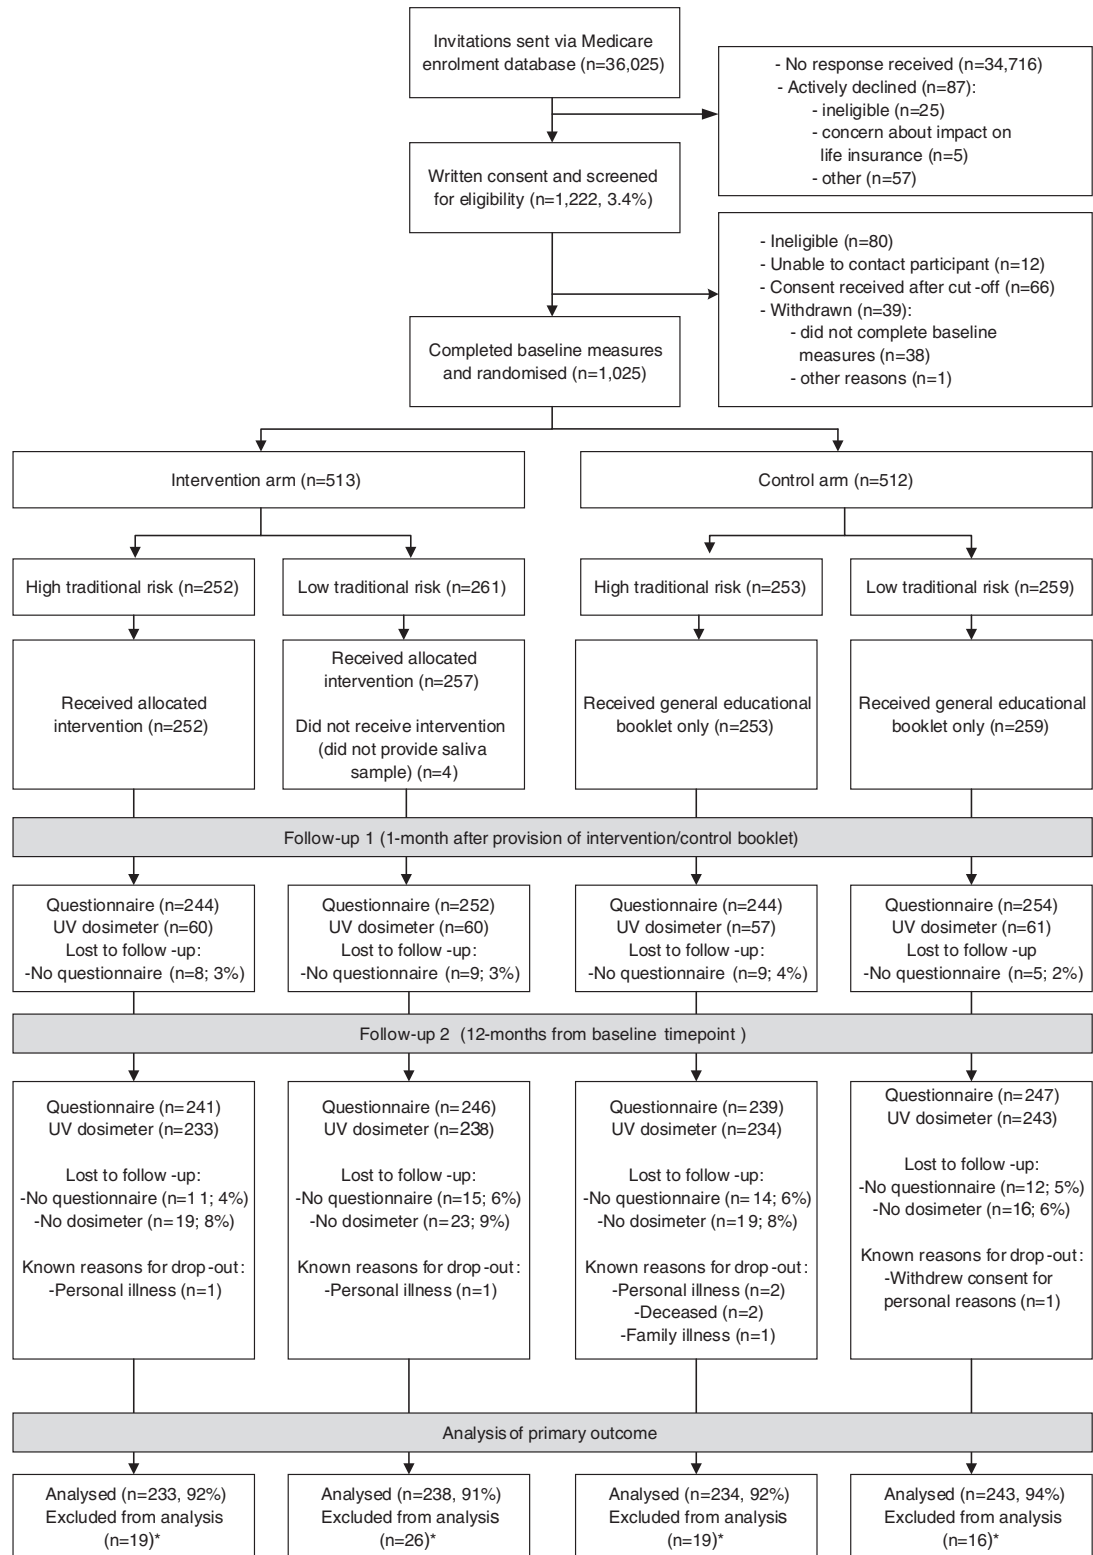 Invitations sent via Medicare
enrolment database (n=36,025)
- No response received (n=34,716)
- Actively declined (n=87):
- ineligible (n=25)
- concern about impact on
life insurance (n=5)
- other (n=57)
Written consent and screened
for eligibility (n=1,222, 3.4%)
- Ineligible (n=80)
- Unable to contact participant (n=12)
- Consent received after cut-off (n=66)
- Withdrawn (n=39):
- did not complete baseline
measures (n=38)
- other reasons (n=1)
Completed baseline measures
and randomised (n=1,025)
Intervention arm (n=513)
Control arm (n=512)
High traditional risk (n=252)
Low traditional risk (n=261)
High traditional risk (n=253)
Low traditional risk (n=259)
Received allocated
intervention (n=252)
Received allocated
intervention (n=257)
Did not receive intervention
(did not provide saliva
sample) (n=4)
Received general educational
booklet only (n=253)
Received general educational
booklet only (n=259)
Follow-up 1 (1-month after provision of intervention/control booklet)
Questionnaire (n=244)
UV dosimeter (n=60)
Lost to follow -up:
-No questionnaire (n=8; 3%)
Questionnaire (n=252)
UV dosimeter (n=60)
Lost to follow -up:
-No questionnaire (n=9; 3%)
Questionnaire (n=244)
UV dosimeter (n=57)
Lost to follow -up:
-No questionnaire (n=9; 4%)
Questionnaire (n=254)
UV dosimeter (n=61)
Lost to follow -up
-No questionnaire (n=5; 2%)
Follow-up 2 (12-months from baseline timepoint )
Questionnaire (n=241)
UV dosimeter (n=233)
Lost to follow -up:
-No questionnaire (n=1 1; 4%)
-No dosimeter (n=19; 8%)
Known reasons for drop -out:
-Personal illness (n=1)
Questionnaire (n=246)
UV dosimeter (n=238)
Lost to follow -up:
-No questionnaire (n=15; 6%)
-No dosimeter (n=23; 9%)
Known reasons for drop -out:
-Personal illness (n=1)
Questionnaire (n=239)
UV dosimeter (n=234)
Lost to follow -up:
-No questionnaire (n=14; 6%)
-No dosimeter (n=19; 8%)
Known reasons for drop -out:
-Personal illness (n=2)
-Deceased (n=2)
-Family illness (n=1)
Questionnaire (n=247)
UV dosimeter (n=243)
Lost to follow -up:
-No questionnaire (n=12; 5%)
-No dosimeter (n=16; 6%)
Known reasons for drop -out:
-Withdrew consent for
personal reasons (n=1)
Analysis of primary outcome
Analysed (n=233, 92%)
Excluded from analysis
(n=19)*
Analysed (n=238, 91%)
Excluded from analysis
(n=26)*
Analysed (n=234, 92%)
Excluded from analysis
(n=19)*
Analysed (n=243, 94%)
Excluded from analysis
(n=16)*